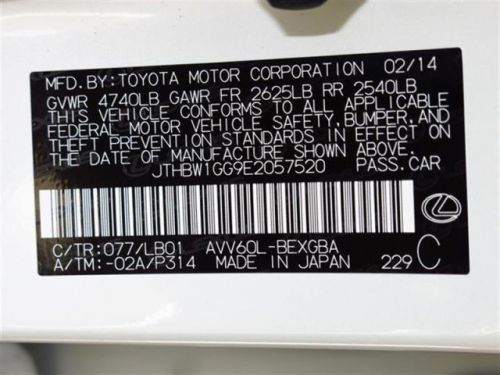 MFD. BY: TOYOTA MOTOR CORPORATION 02/14
GVWR 4740LB GAWR FR 2625LB RR 2540LB
THIS VEHICLE CONFORMS TO ALL APPLICABLE
FEDERAL MOTOR VEHICLE SAFETY, BUMPER, AND
THEFT PREVENTION STANDARDS IN EFFECT
ON THE DATE OF MANUFACTURE SHOWN ABOVE.
JTHBW1GG9E2057520 PASS. CAR
C/TR: 077/LB01 AVV60L-BEXGBA C
A/TM: -02A/P314 MADE IN JAPAN 229